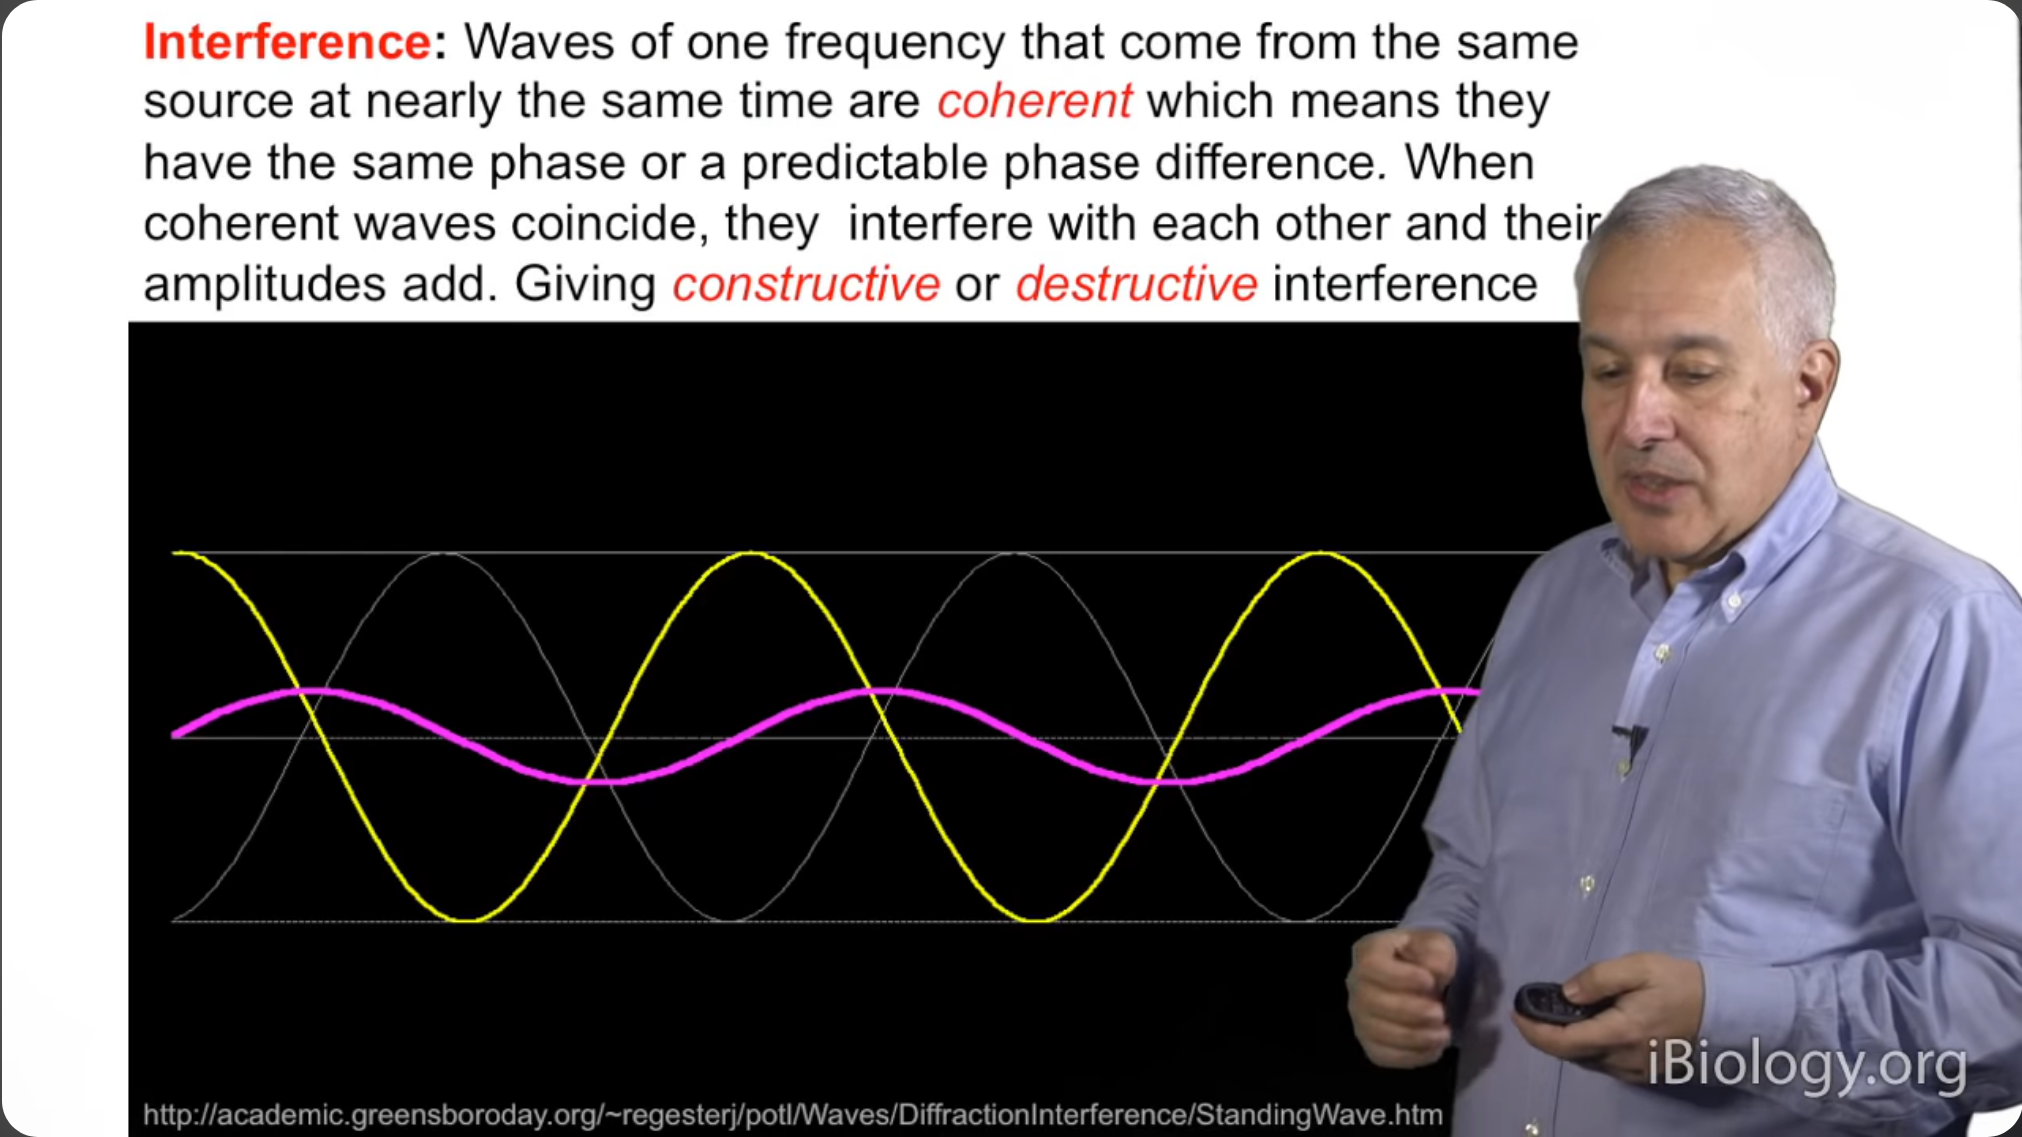 Interference: Waves of one frequency that come from the same
source at nearly the same time are coherent which means they
have the same phase or a predictable phase difference. When
coherent waves coincide, they  interfere with each other and their
amplitudes add. Giving constructive or destructive interference
http://academic.greensboroday.org/~regesterj/potl/Waves/DiffractionInterference/StandingWave.htm
iBiology.org